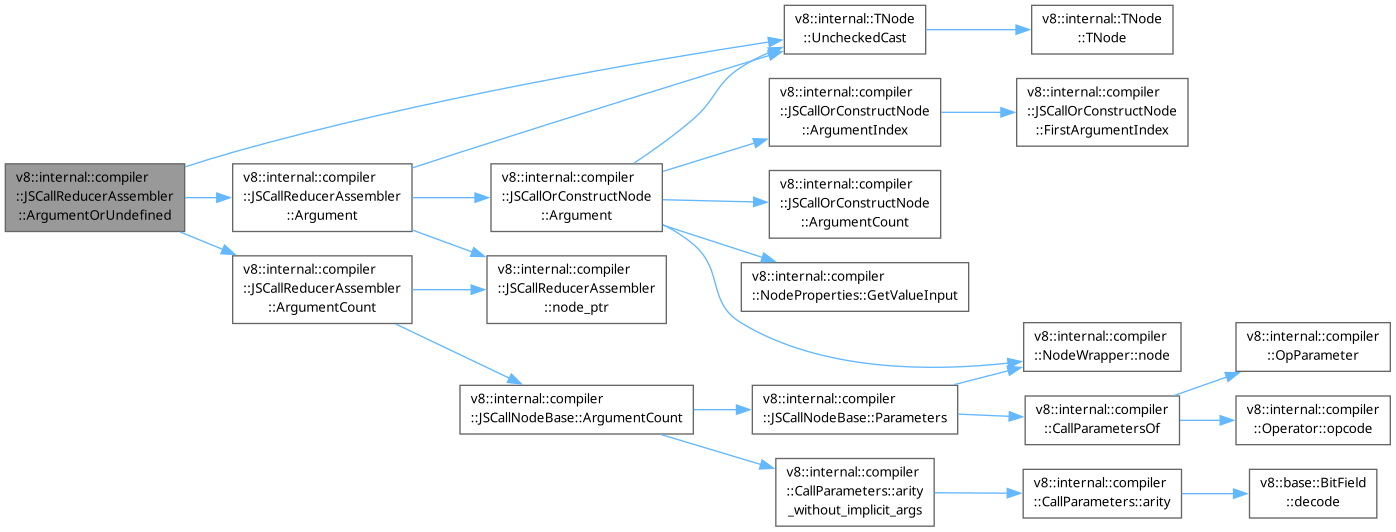 v8::internal::compiler
::JSCallReducerAssembler
::ArgumentOrUndefined
v8::internal::compiler
::JSCallReducerAssembler
::Argument
v8::internal::compiler
::JSCallReducerAssembler
::ArgumentCount
v8::internal::compiler
::JSCallOrConstructNode
::Argument
v8::internal::compiler
::JSCallReducerAssembler
::node_ptr
v8::internal::compiler
::JSCallNodeBase::ArgumentCount
v8::internal::TNode
::UncheckedCast
v8::internal::compiler
::JSCallOrConstructNode
::ArgumentIndex
v8::internal::compiler
::JSCallOrConstructNode
::ArgumentCount
v8::internal::compiler
::NodeProperties::GetValueInput
v8::internal::compiler
::JSCallNodeBase::Parameters
v8::internal::compiler
::CallParameters::arity
_without_implicit_args
v8::internal::TNode
::TNode
v8::internal::compiler
::JSCallOrConstructNode
::FirstArgumentIndex
v8::internal::compiler
::NodeWrapper::node
v8::internal::compiler
::CallParametersOf
v8::internal::compiler
::CallParameters::arity
v8::internal::compiler
::OpParameter
v8::internal::compiler
::Operator::opcode
v8::base::BitField
::decode